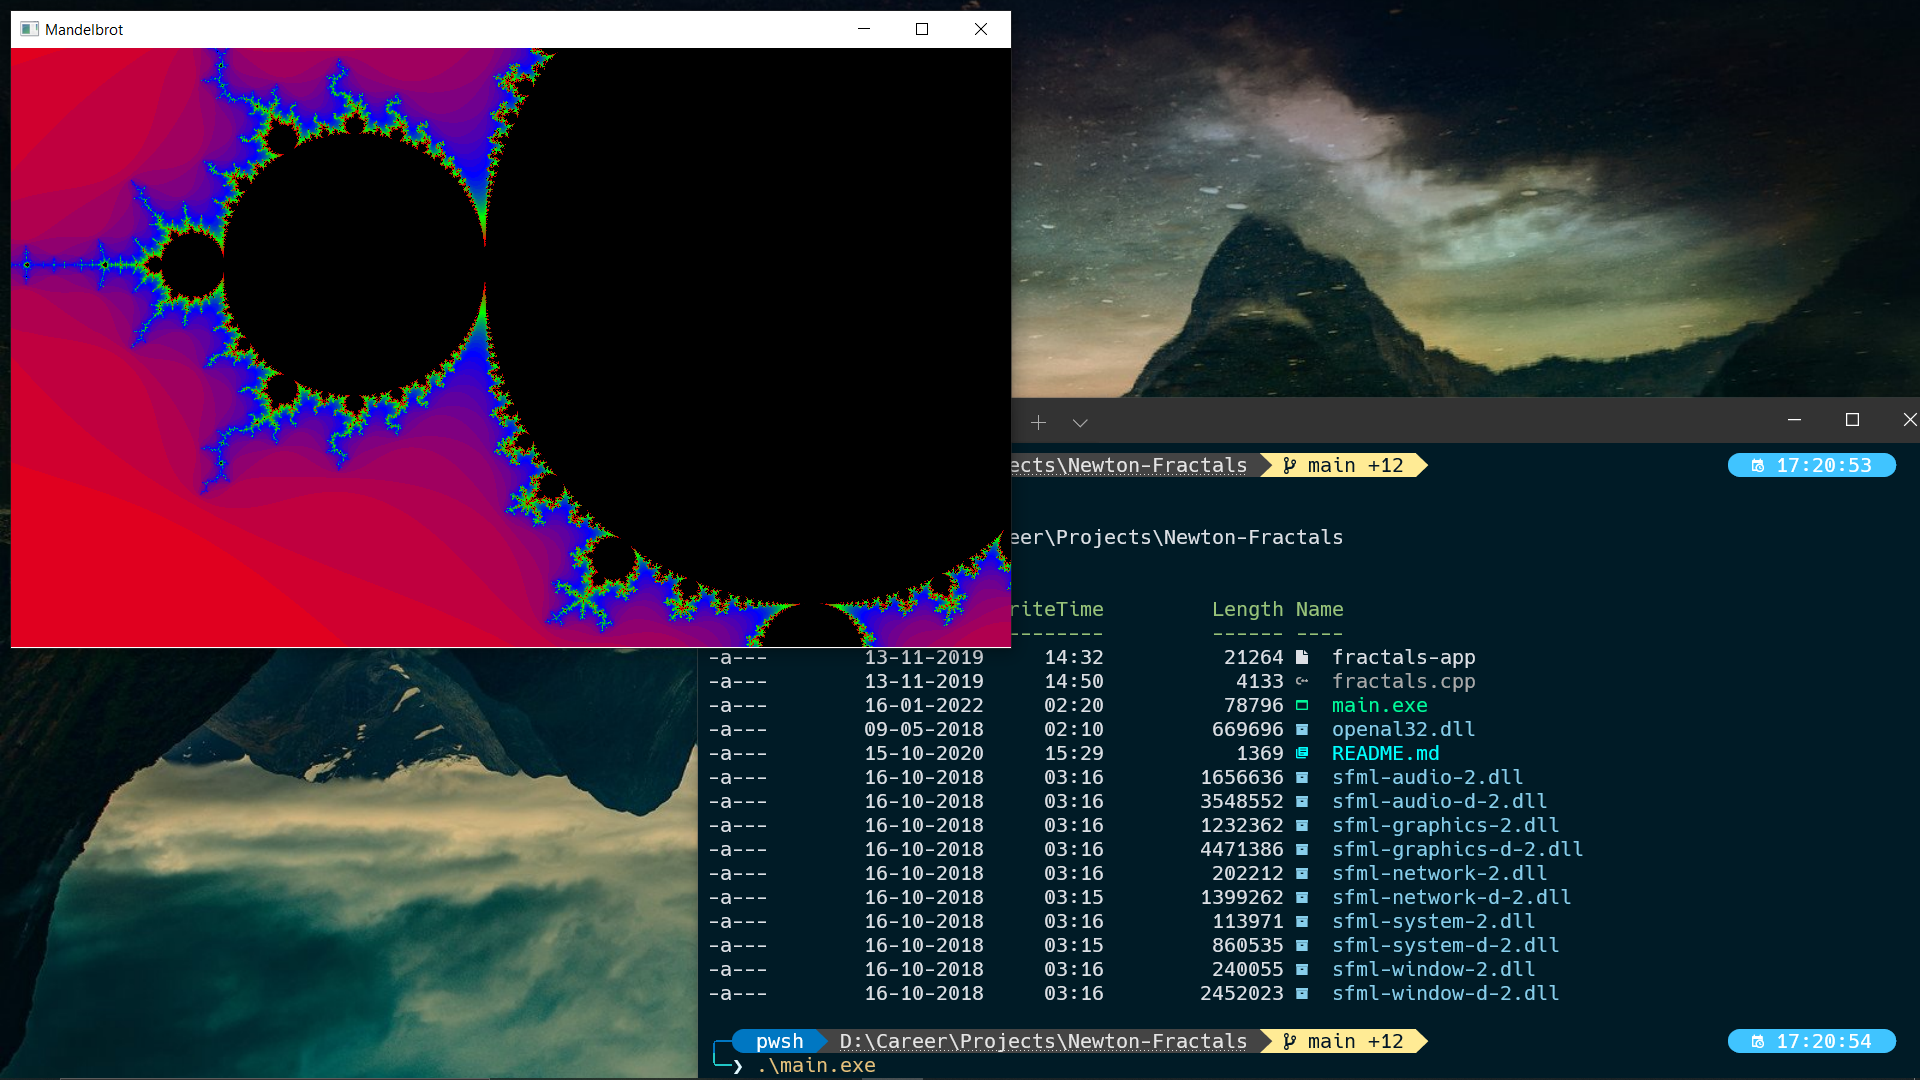 Mandelbrot
ects\Newton-Fractals main +12 17:20:53
eer\Projects\Newton-Fractals
riteTime Length Name
-------- ------ ----
-a--- 13-11-2019 14:32 21264 fractals-app
-a--- 13-11-2019 14:50 4133 fractals.cpp
-a--- 16-01-2022 02:20 78796 main.exe
-a--- 09-05-2018 02:10 669696 openal32.dll
-a--- 15-10-2020 15:29 1369 README.md
-a--- 16-10-2018 03:16 1656636 sfml-audio-2.dll
-a--- 16-10-2018 03:16 3548552 sfml-audio-d-2.dll
-a--- 16-10-2018 03:16 1232362 sfml-graphics-2.dll
-a--- 16-10-2018 03:16 4471386 sfml-graphics-d-2.dll
-a--- 16-10-2018 03:16 202212 sfml-network-2.dll
-a--- 16-10-2018 03:15 1399262 sfml-network-d-2.dll
-a--- 16-10-2018 03:16 113971 sfml-system-2.dll
-a--- 16-10-2018 03:15 860535 sfml-system-d-2.dll
-a--- 16-10-2018 03:16 240055 sfml-window-2.dll
-a--- 16-10-2018 03:16 2452023 sfml-window-d-2.dll
pwsh D:\Career\Projects\Newton-Fractals main +12 17:20:54
❯ .\main.exe